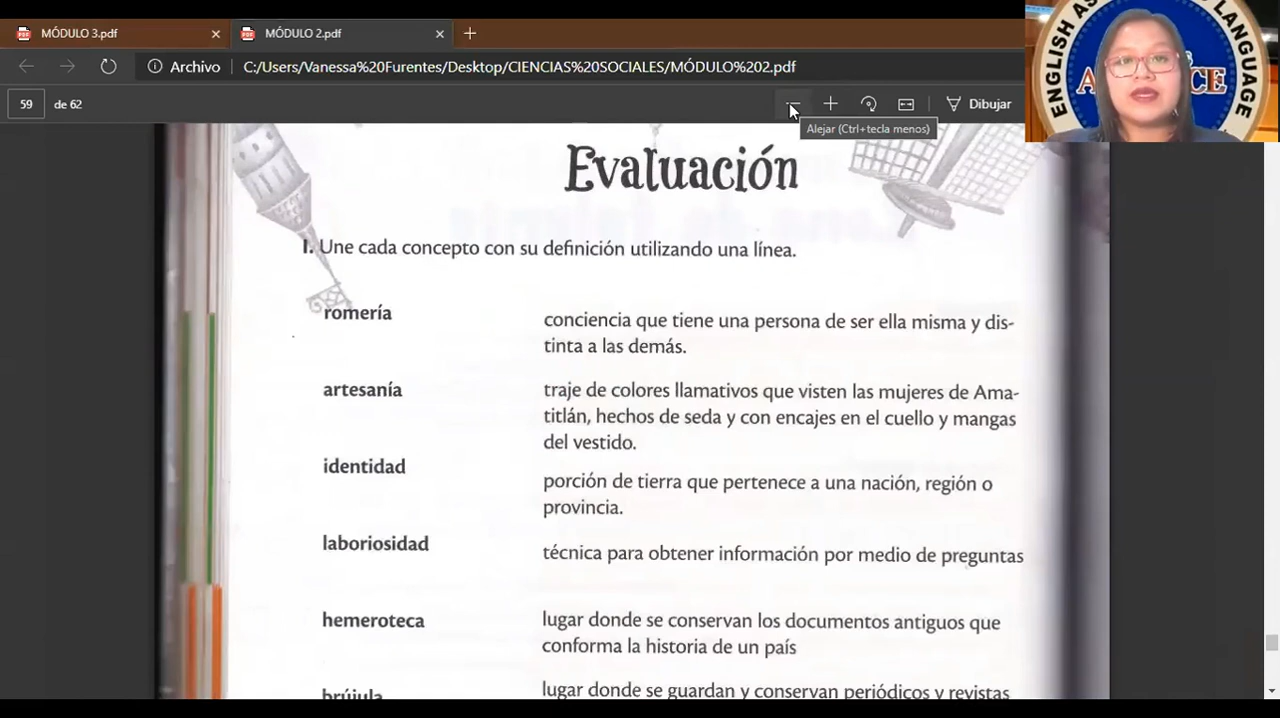 MÓDULO 3.pdf
MÓDULO 2.pdf
Archivo
C:/Users/Vanessa%20Furentes/Desktop/CIENCIAS%20SOCIALES/MÓDULO%202.pdf
59
de 62
Dibujar
Alejar (Ctrl+tecla menos)
ENGLISH AS
LANGUAGE
Evaluación
I. Une cada concepto con su definición utilizando una línea.
romería
conciencia que tiene una persona de ser ella misma y dis-
tinta a las demás.
artesanía
traje de colores llamativos que visten las mujeres de Ama-
titlán, hechos de seda y con encajes en el cuello y mangas
del vestido.
identidad
porción de tierra que pertenece a una nación, región o
provincia.
laboriosidad
técnica para obtener información por medio de preguntas
hemeroteca
lugar donde se conservan los documentos antiguos que
conforma la historia de un país
brújula
lugar donde se guardan y conservan periódicos y revistas